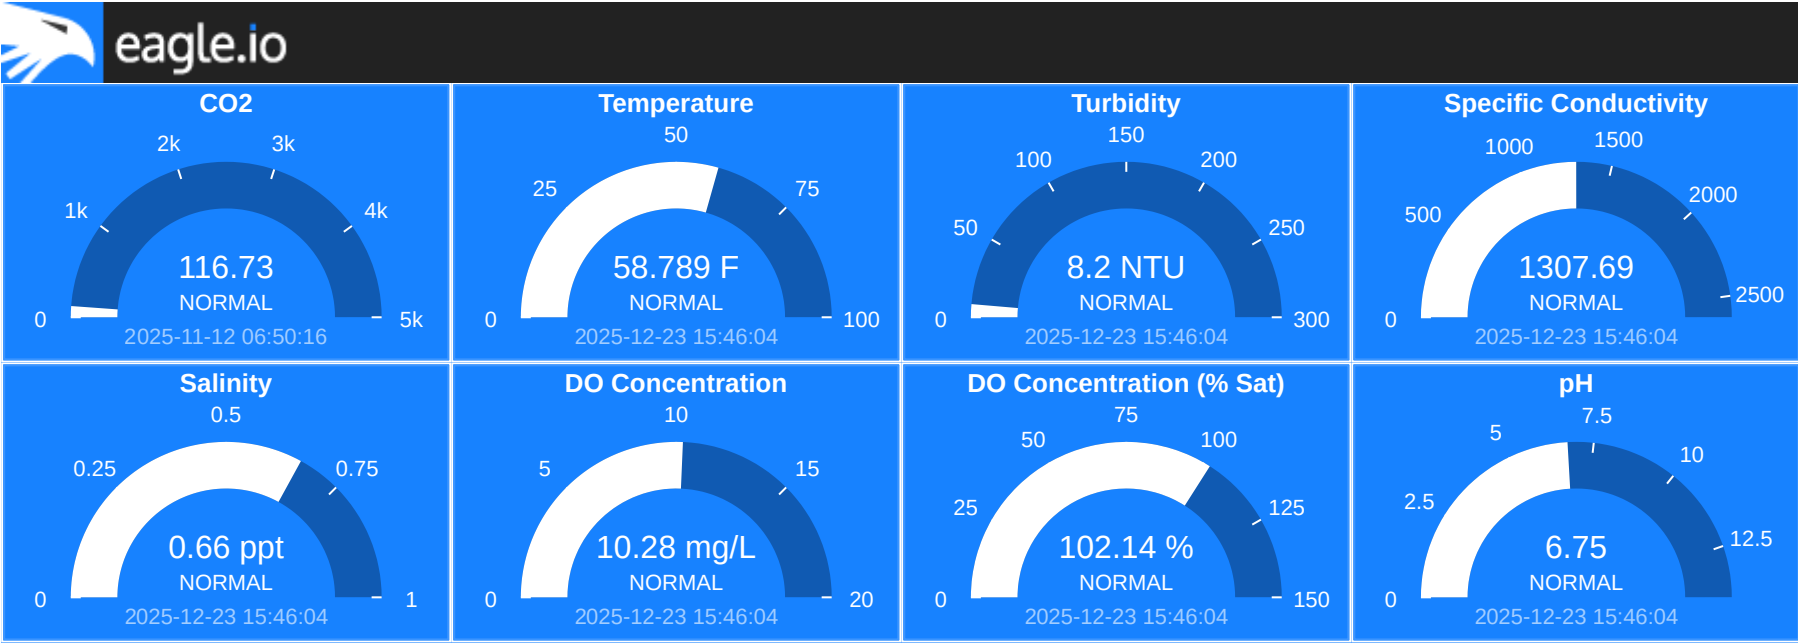 eagle.io
CO2
0
1k
2k
3k
4k
5k
116.73
NORMAL
2025-11-12 06:50:16
Temperature
0
25
50
75
100
58.789 F
NORMAL
2025-12-23 15:46:04
Turbidity
0
50
100
150
200
250
300
8.2 NTU
NORMAL
2025-12-23 15:46:04
Specific Conductivity
0
500
1000
1500
2000
2500
1307.69
NORMAL
2025-12-23 15:46:04
Salinity
0
0.25
0.5
0.75
1
0.66 ppt
NORMAL
2025-12-23 15:46:04
DO Concentration
0
5
10
15
20
10.28 mg/L
NORMAL
2025-12-23 15:46:04
DO Concentration (% Sat)
0
25
50
75
100
125
150
102.14 %
NORMAL
2025-12-23 15:46:04
pH
0
2.5
5
7.5
10
12.5
6.75
NORMAL
2025-12-23 15:46:04